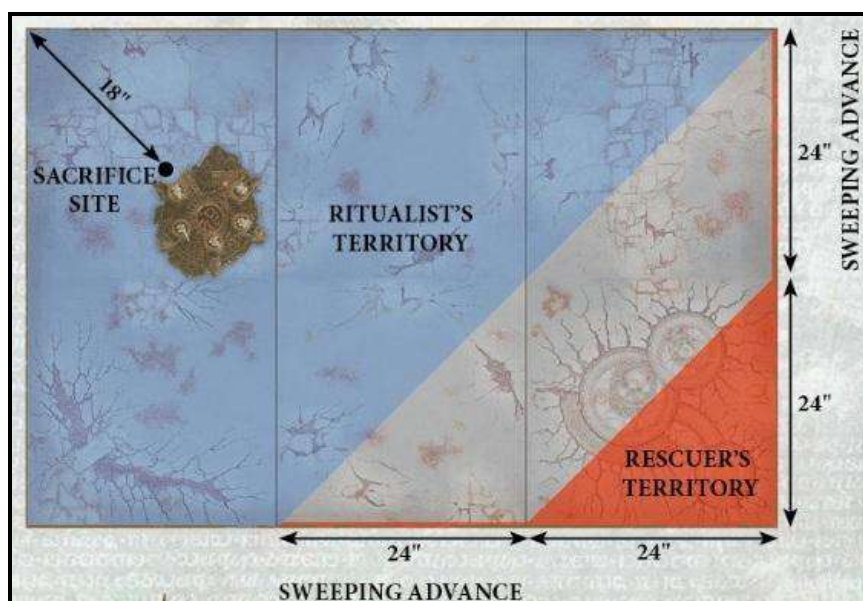 18"
SACRIFICE
SITE
RITUALIST'S
TERRITORY
24"
SWEEPING ADVANCE
24"
RESCUER'S
TERRITORY
24"
24"
SWEEPING ADVANCE